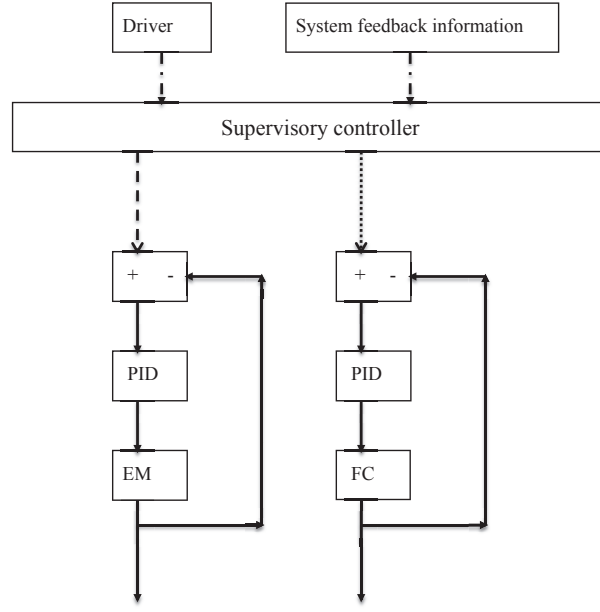 Driver
System feedback information
Supervisory controller
+ -
+ -
PID
PID
EM
FC